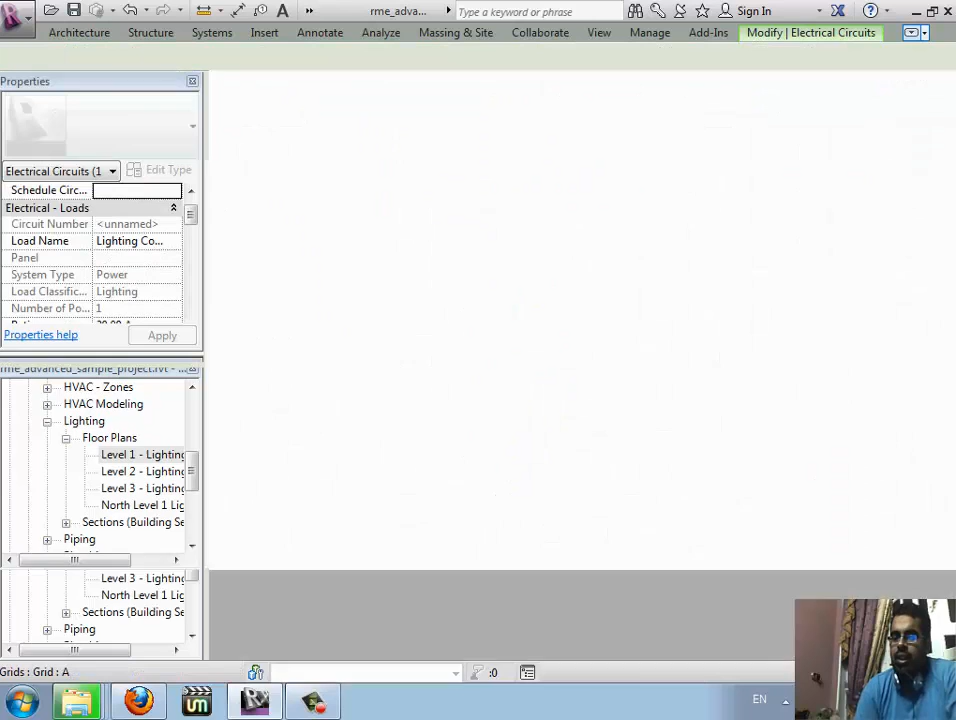 rme_adva...
Type a keyword or phrase
Sign In
Architecture Structure Systems Insert Annotate Analyze Massing & Site Collaborate View Manage Add-Ins Modify | Electrical Circuits
Properties
Electrical Circuits (1
Edit Type
Schedule Circ...
Electrical - Loads
Circuit Number <unnamed>
Load Name Lighting Co...
Panel
System Type Power
Load Classific... Lighting
Number of Po... 1
Properties help
Apply
rme_advanced_sample_project.rvt - ...
HVAC - Zones
HVAC Modeling
Lighting
Floor Plans
Level 1 - Lighting
Level 2 - Lighting
Level 3 - Lighting
North Level 1 Lig
Sections (Building Se
Piping
Level 3 - Lighting
North Level 1 Lig
Sections (Building Se
Piping
Grids : Grid : A
:0
EN